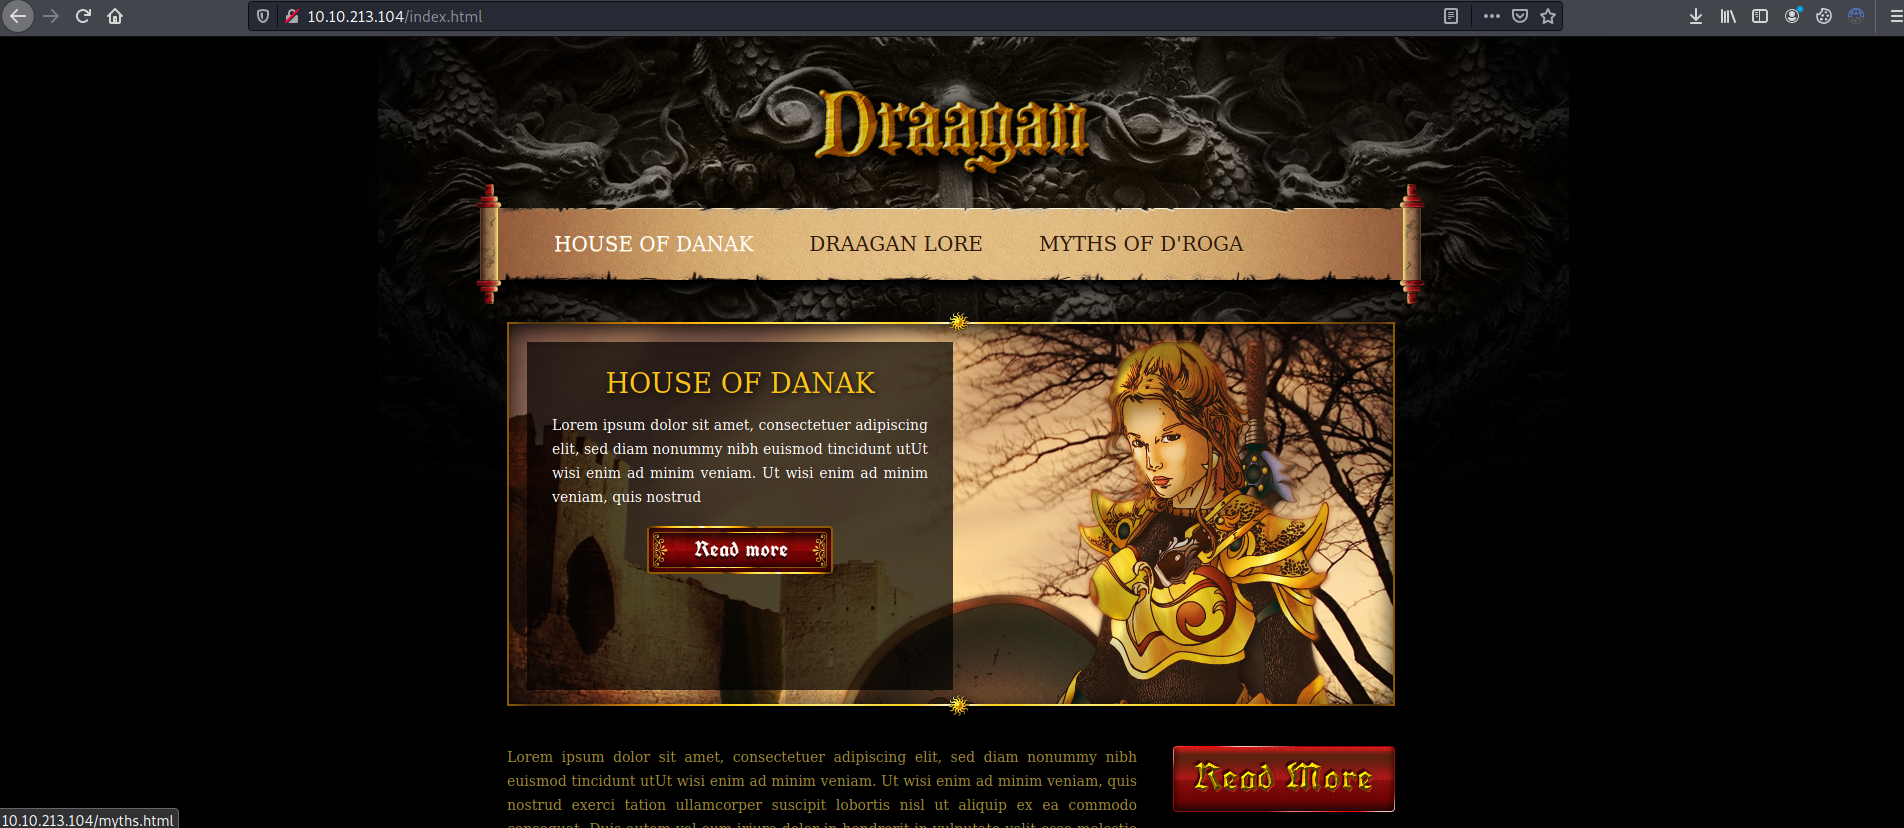 10.10.213.104/index.html
Draagan
HOUSE OF DANAK DRAAGAN LORE MYTHS OF D'ROGA
HOUSE OF DANAK
Lorem ipsum dolor sit amet, consectetuer adipiscing
elit, sed diam nonummy nibh euismod tincidunt utUt
wisi enim ad minim veniam. Ut wisi enim ad minim
veniam, quis nostrud
Read more
Lorem ipsum dolor sit amet, consectetuer adipiscing elit, sed diam nonummy nibh
euismod tincidunt utUt wisi enim ad minim veniam. Ut wisi enim ad minim veniam, quis
nostrud exerci tation ullamcorper suscipit lobortis nisl ut aliquip ex ea commodo
Read More
10.10.213.104/myths.html